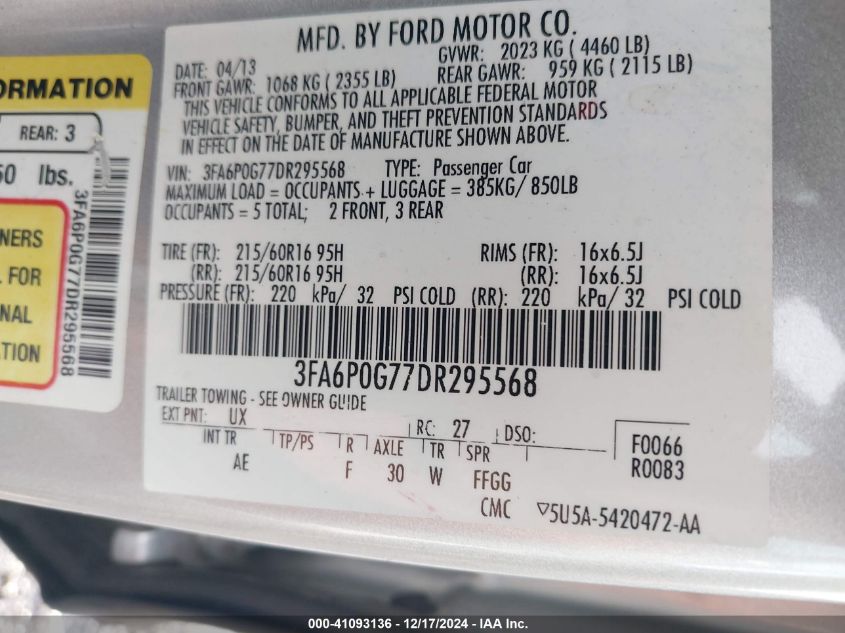 MFD. BY FORD MOTOR CO.
DATE: 04/13
GVWR: 2023 KG ( 4460 LB)
FRONT GAWR: 1068 KG ( 2355 LB)
REAR GAWR: 959 KG ( 2115 LB)
THIS VEHICLE CONFORMS TO ALL APPLICABLE FEDERAL MOTOR
VEHICLE SAFETY, BUMPER, AND THEFT PREVENTION STANDARDS
IN EFFECT ON THE DATE OF MANUFACTURE SHOWN ABOVE.
VIN: 3FA6P0G77DR295568 TYPE: Passenger Car
MAXIMUM LOAD = OCCUPANTS + LUGGAGE = 385KG/ 850LB
OCCUPANTS = 5 TOTAL; 2 FRONT, 3 REAR
TIRE (FR): 215/60R16 95H RIMS (FR): 16x6.5J
(RR): 215/60R16 95H (RR): 16x6.5J
PRESSURE (FR): 220 kPa/ 32 PSI COLD (RR): 220 kPa/ 32 PSI COLD
3FA6P0G77DR295568
TRAILER TOWING - SEE OWNER GUIDE
EXT PNT: UX RC: 27 DSO:
INT TR TP/PS R AXLE TR SPR
AE F 30 W FFGG
F0066
R0083
CMC ▽5U5A-5420472-AA
ORMATION
REAR: 3
50 lbs.
3FA6P0G77DR295568
NERS
L FOR
NAL
ATION
000-41093136 - 12/17/2024 - IAA Inc.